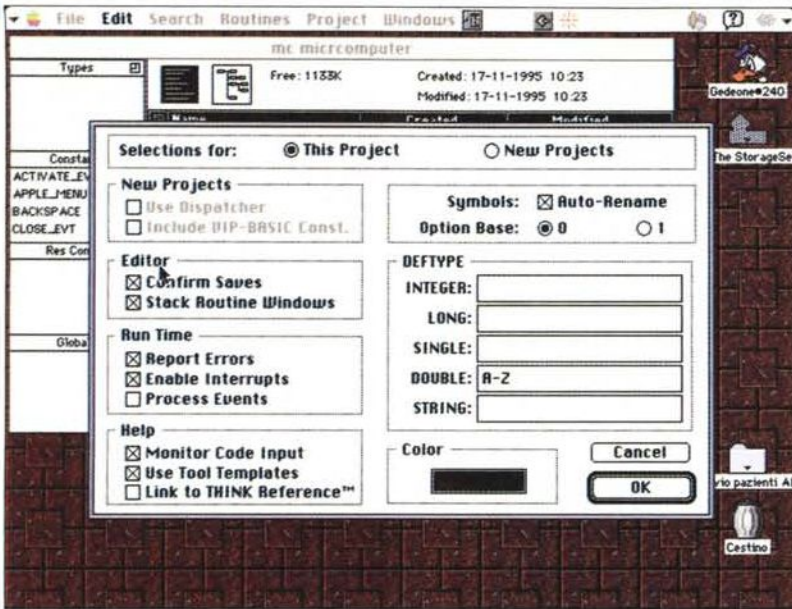 File Edit Search Routines Project Windows
mc micrcomputer
Types
Free: 1133K
Created: 17-11-1995 10:23
Modified: 17-11-1995 10:23
Name Created Modified
Gedeone®240
The StorageSe
Selections for: This Project New Projects
New Projects
Use Dispatcher
Include VIP-BASIC Const.
Symbols: Auto-Rename
Option Base: 0 1
Consta
ACTIVATE_EV
APPLE_MENU
BACKSPACE
CLOSE_EVT
Res Con
Globa
Editor
Confirm Saves
Stack Routine Windows
Run Time
Report Errors
Enable Interrupts
Process Events
Help
Monitor Code Input
Use Tool Templates
Link to THINK Reference™
DEFTYPE
INTEGER:
LONG:
SINGLE:
DOUBLE: A-Z
STRING:
Color
Cancel
OK
vio pazienti A
Cestino